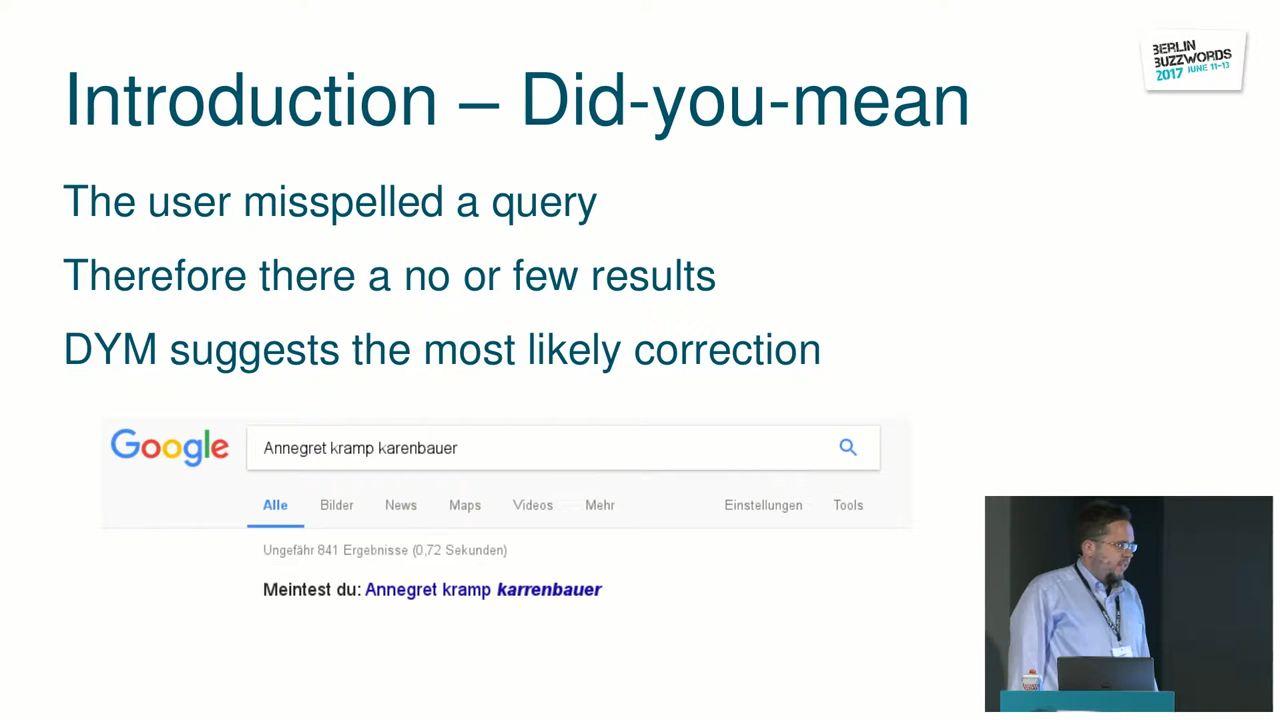 Introduction – Did-you-mean
BERLIN
BUZZWORDS
2017 JUNE 11-13
The user misspelled a query
Therefore there a no or few results
DYM suggests the most likely correction
Google
Annegret kramp karenbauer
Alle Bilder News Maps Videos Mehr Einstellungen Tools
Ungefähr 841 Ergebnisse (0,72 Sekunden)
Meintest du: Annegret kramp karrenbauer